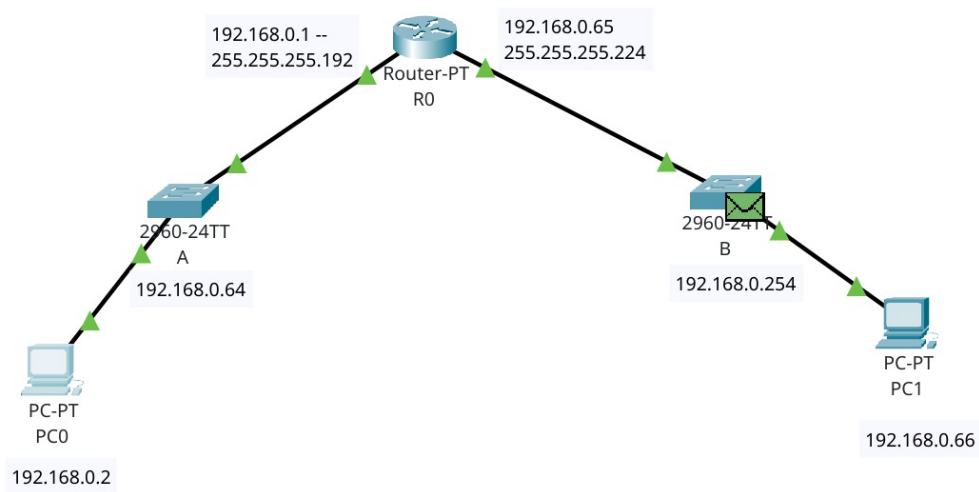 192.168.0.1 --
255.255.255.192
192.168.0.65
255.255.255.224
Router-PT
R0
2960-24TT
A
192.168.0.64
2960-24TT
B
192.168.0.254
PC-PT
PC0
192.168.0.2
PC-PT
PC1
192.168.0.66